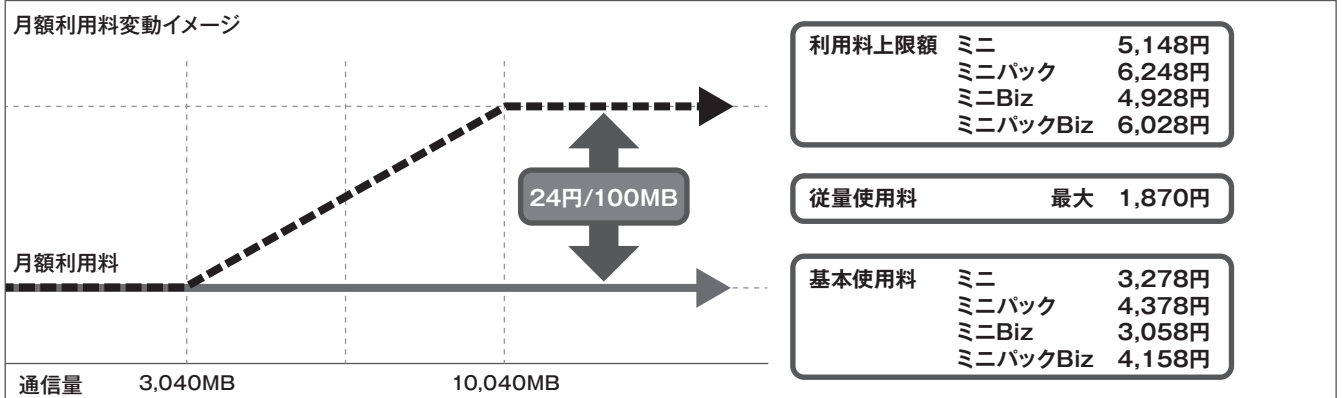 月額利用料変動イメージ
月額利用料
24円/100MB
通信量 3,040MB 10,040MB
利用料上限額 ミニ 5,148円
ミニパック 6,248円
ミニBiz 4,928円
ミニパックBiz 6,028円
従量使用料 最大 1,870円
基本使用料 ミニ 3,278円
ミニパック 4,378円
ミニBiz 3,058円
ミニパックBiz 4,158円